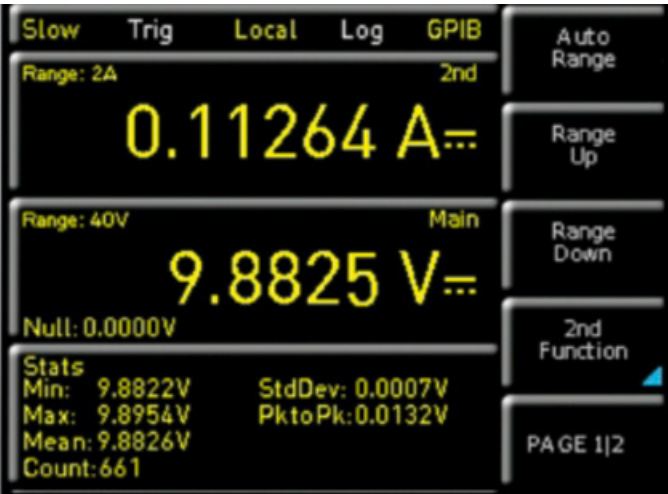 Slow Trig Local Log GPIB
Range: 2A 2nd
0.11264 A⎓
Range: 40V Main
9.8825 V⎓
Null: 0.0000V
Stats
Min: 9.8822V StdDev: 0.0007V
Max: 9.8954V PktoPk:0.0132V
Mean: 9.8826V
Count:661
Auto
Range
Range
Up
Range
Down
2nd
Function
PAGE 1|2